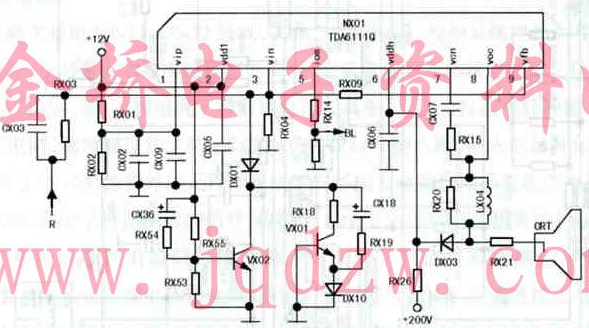 NX01
TDA6111Q
+12V
vip
vdd1
vin
iom
vddh
vcn
voc
vfb
1
2
3
5
6
7
8
9
金桥电子资料
RX03
RX01
CX03
RX02
CX02
CX09
CX05
RX04
DX01
RX14
RX09
BL
CX06
CX07
RX15
R
CX36
RX54
RX55
RX53
VX02
RX18
CX18
VX01
RX19
DX10
RX20
LX04
CRT
DX03
RX21
RX26
+200V
www.jqdzw.com